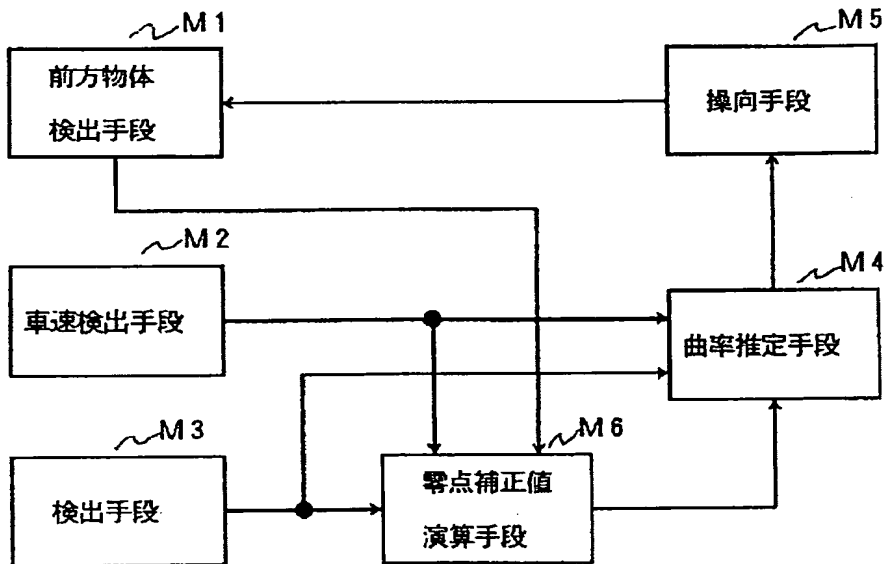 M1
前方物体
検出手段
M5
操向手段
M2
車速検出手段
M4
曲率推定手段
M3
検出手段
M6
零点補正値
演算手段